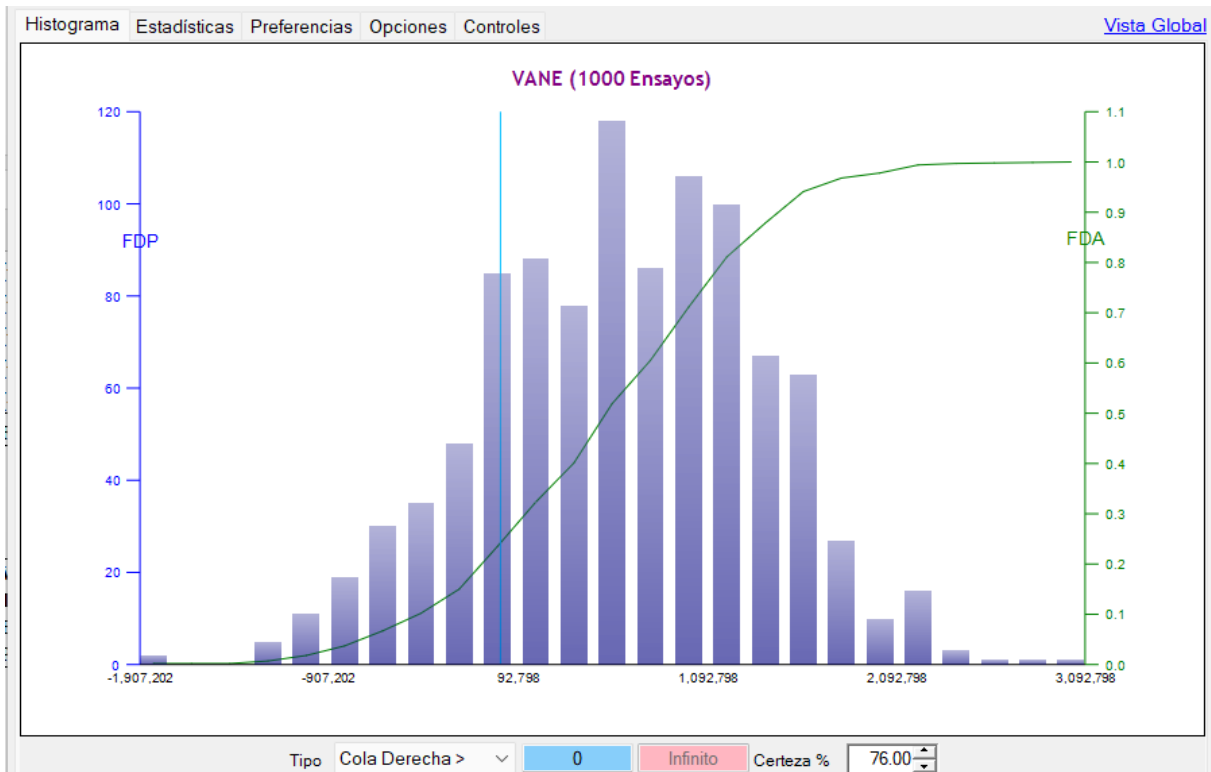 Histograma Estadísticas Preferencias Opciones Controles Vista Global
VANE (1000 Ensayos)
120 1.1
1.0
100 0.9
FDP FDA
0.8
80
0.7
60 0.6
0.5
40 0.4
0.3
20 0.2
0.1
0 0.0
-1,907,202 -907,202 92,798 1,092,798 2,092,798 3,092,798
Tipo Cola Derecha > 0 Infinito Certeza % 76.00